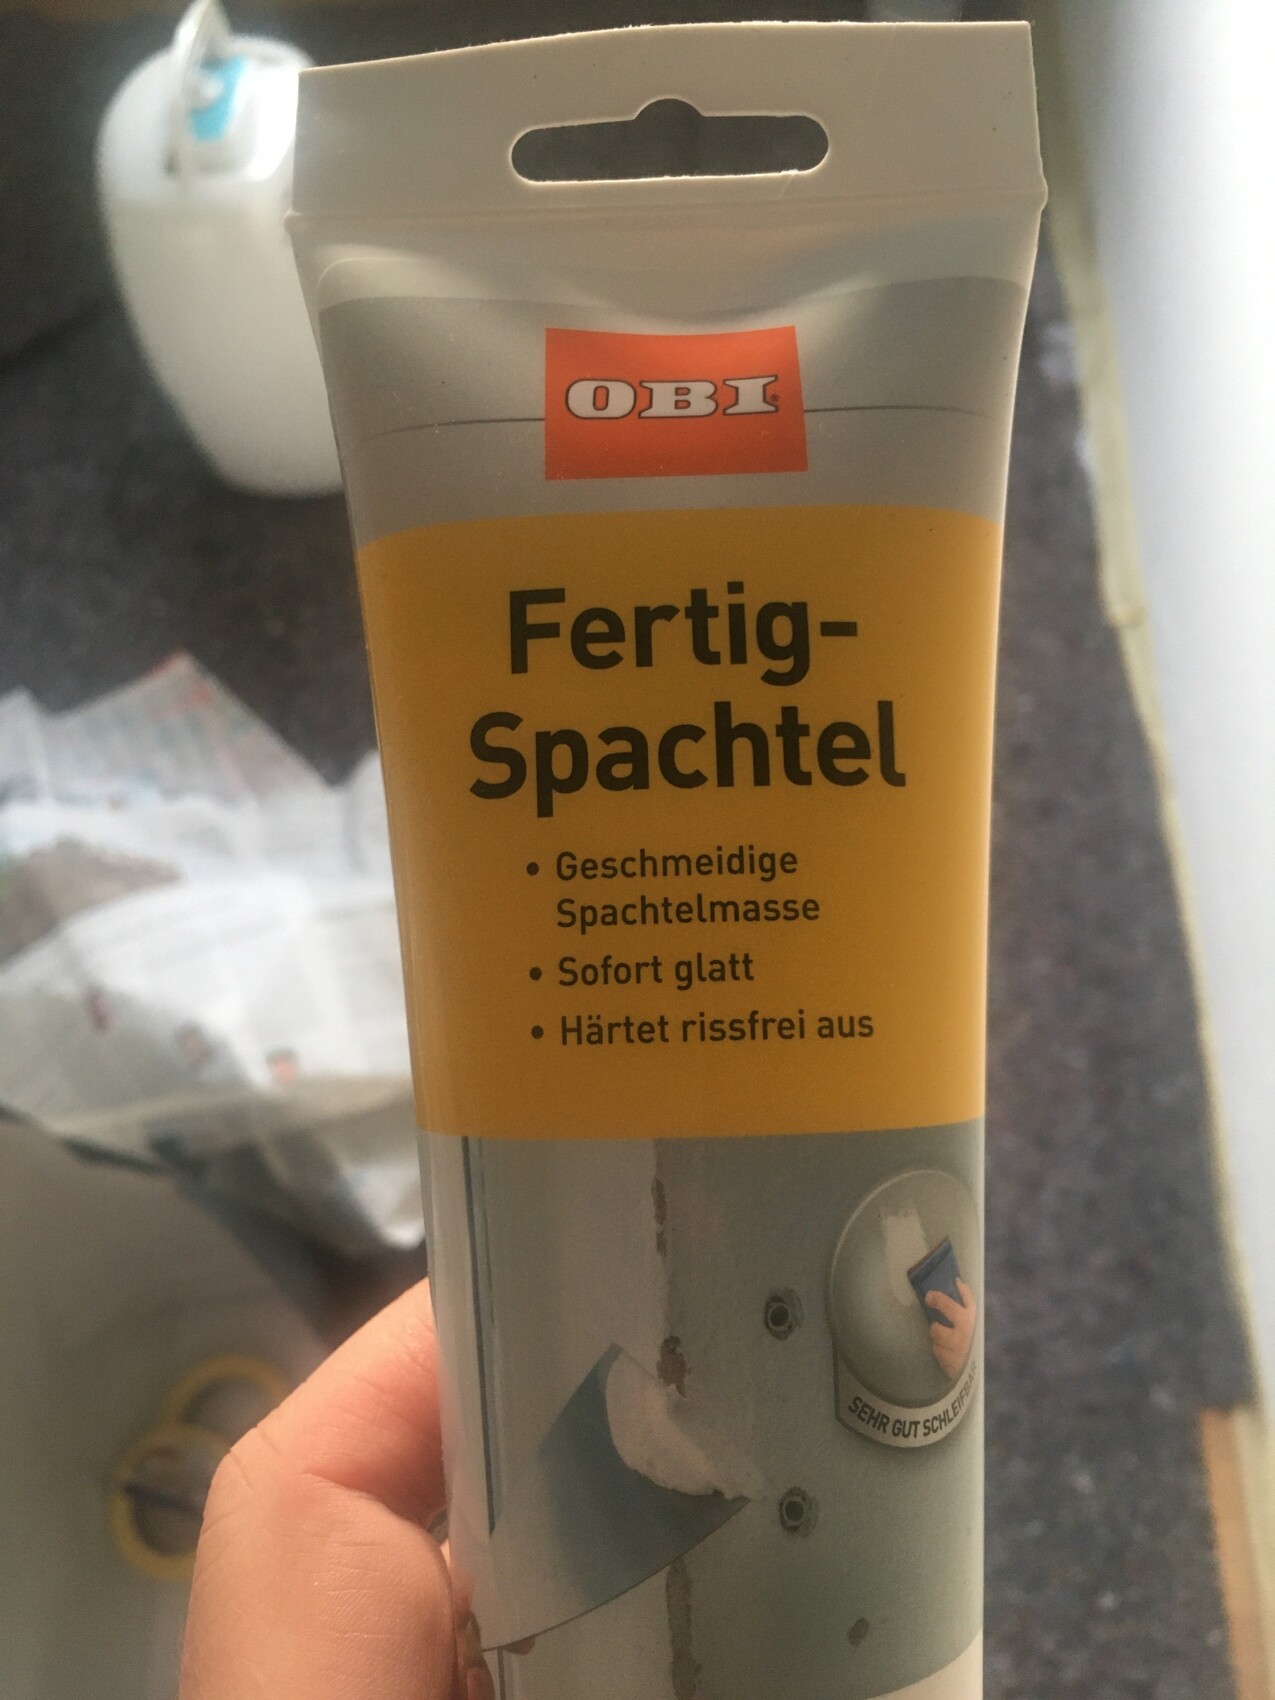 OBI
Fertig-
Spachtel
• Geschmeidige
Spachtelmasse
• Sofort glatt
• Härtet rissfrei aus
SEHR GUT SCHLEIFBAR